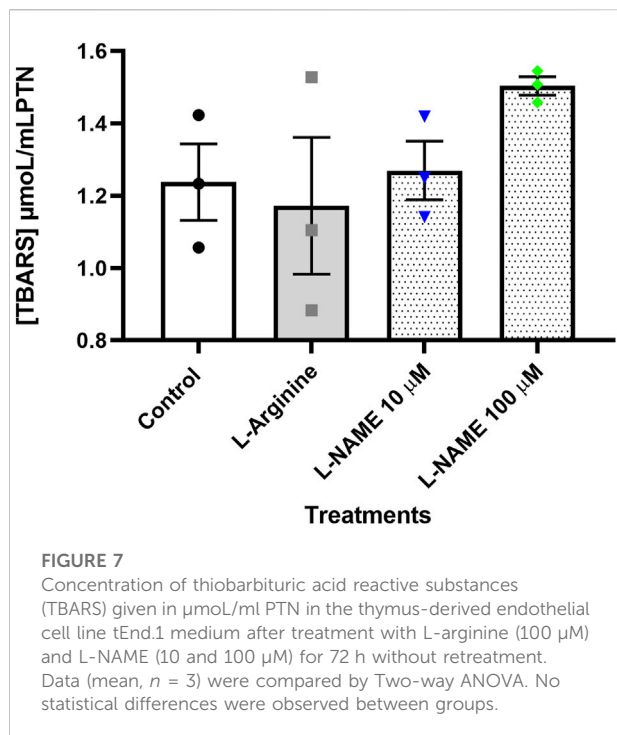 [TBARS] µmoL/mLPTN
1.6
1.4
1.2
1.0
0.8
Control
L-Arginine
L-NAME 10 µM
L-NAME 100 µM
Treatments
FIGURE 7
Concentration of thiobarbituric acid reactive substances
(TBARS) given in µmoL/ml PTN in the thymus-derived endothelial
cell line tEnd.1 medium after treatment with L-arginine (100 µM)
and L-NAME (10 and 100 µM) for 72 h without retreatment.
Data (mean, n = 3) were compared by Two-way ANOVA. No
statistical differences were observed between groups.